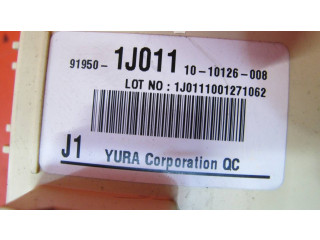 91950- 1J011 10-10126-008
LOT NO : 1J0111001271062
J1 YURA Corporation QC